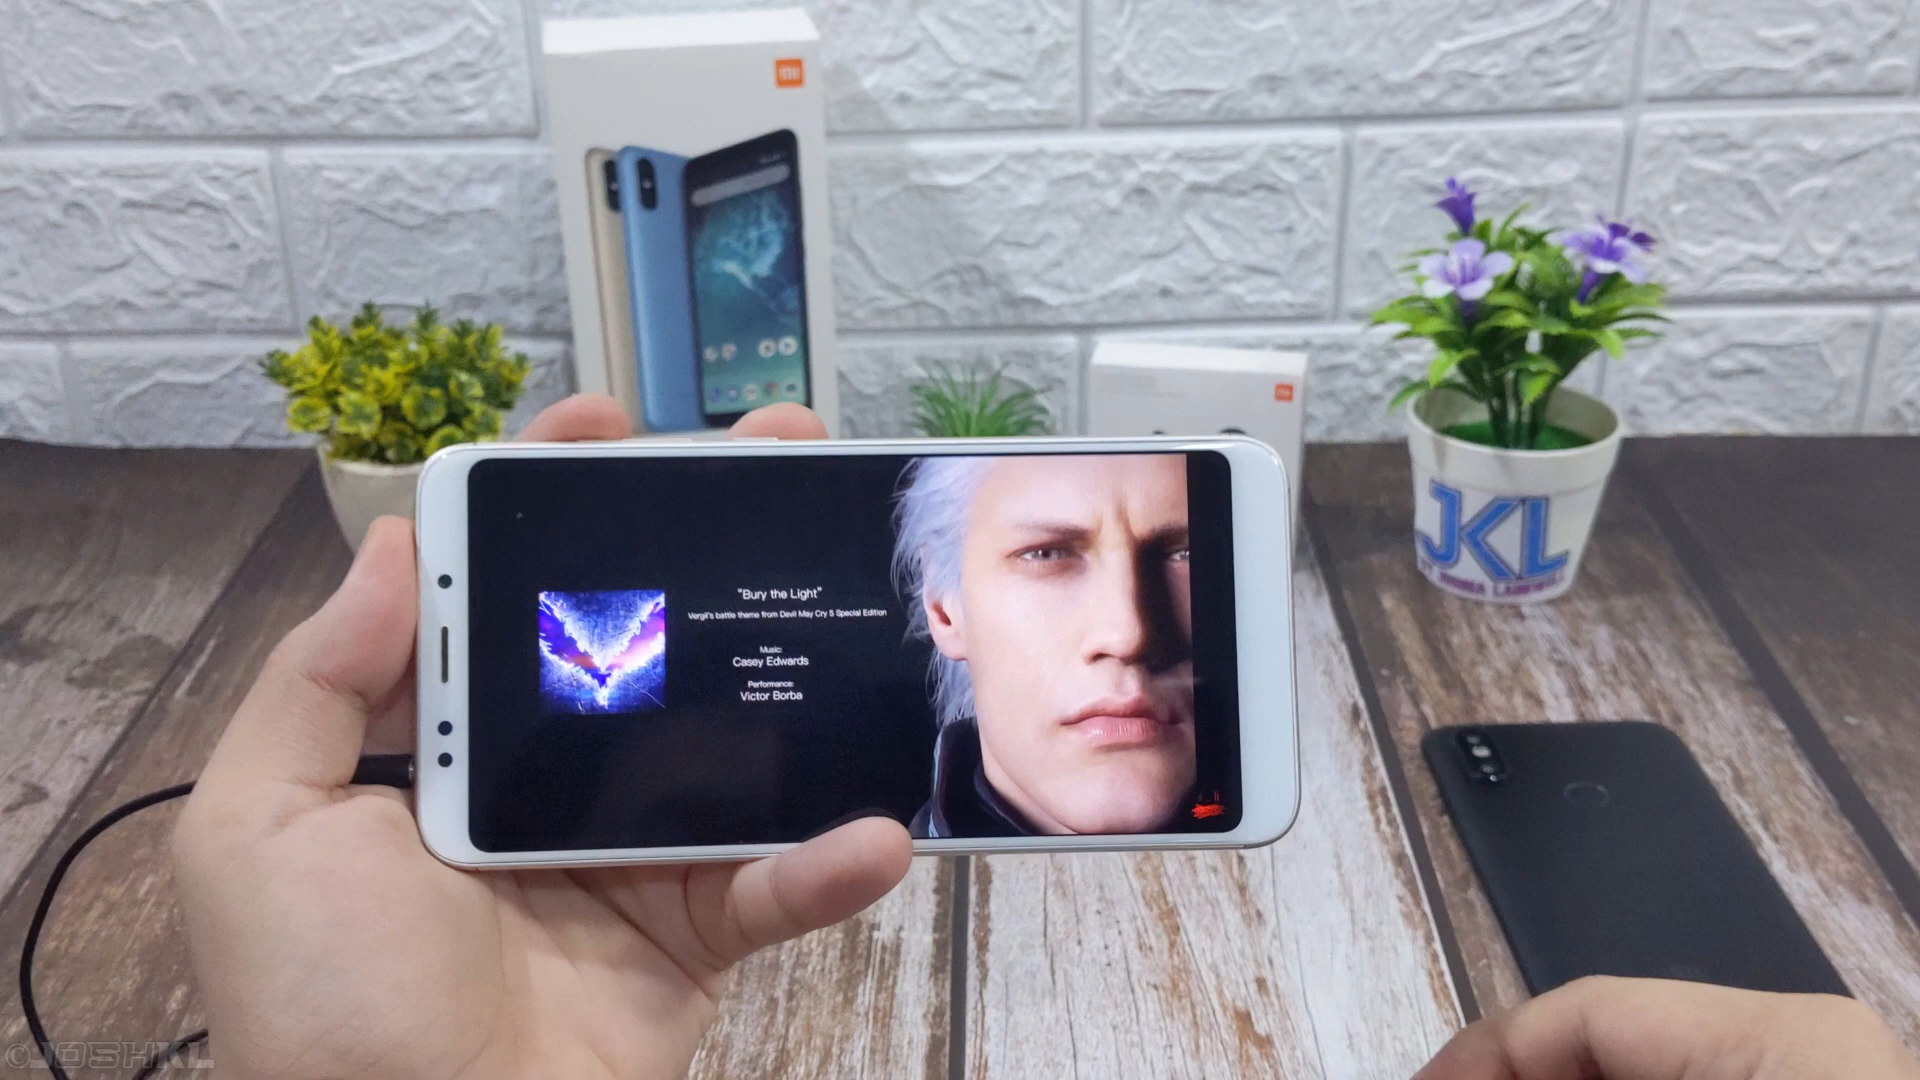 mi
mi
"Bury the Light"
Vergil's battle theme from Devil May Cry 5 Special Edition
Music:
Casey Edwards
Performance:
Victor Borba
JKL
©JOSHKL